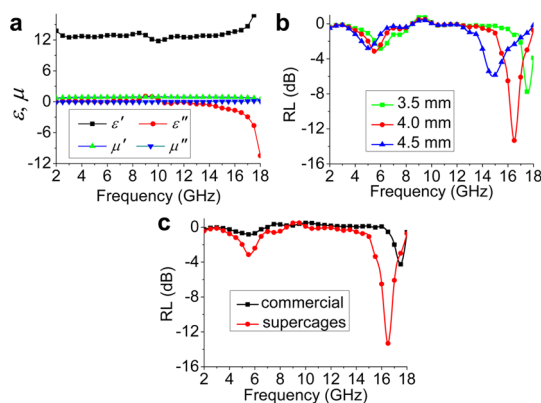 a
ε, μ
12
6
0
-6
-12
ε′
ε″
μ′
μ″
2 4 6 8 10 12 14 16 18
Frequency (GHz)
b
RL (dB)
0
-4
-8
-12
-16
3.5 mm
4.0 mm
4.5 mm
2 4 6 8 10 12 14 16 18
Frequency (GHz)
c
RL (dB)
0
-4
-8
-12
-16
commercial
supercages
2 4 6 8 10 12 14 16 18
Frequency (GHz)